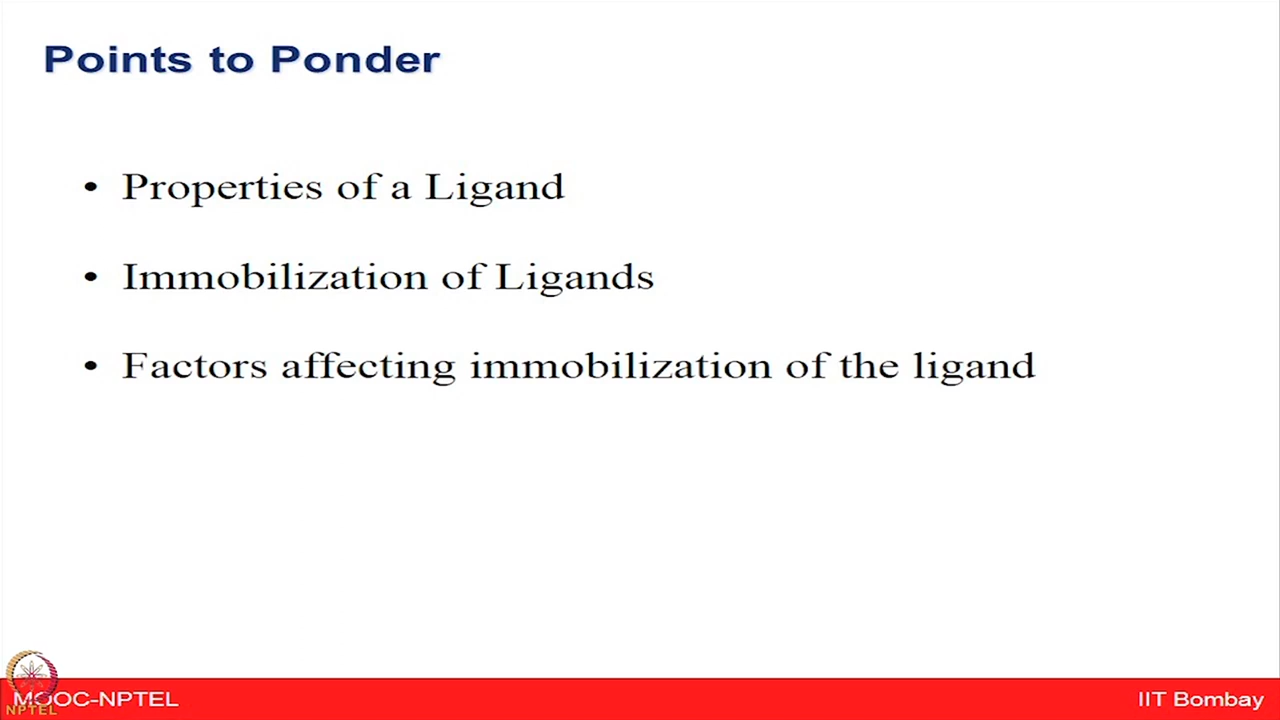 Points to Ponder
• Properties of a Ligand
• Immobilization of Ligands
• Factors affecting immobilization of the ligand
MOOC-NPTEL
NPTEL
IIT Bombay